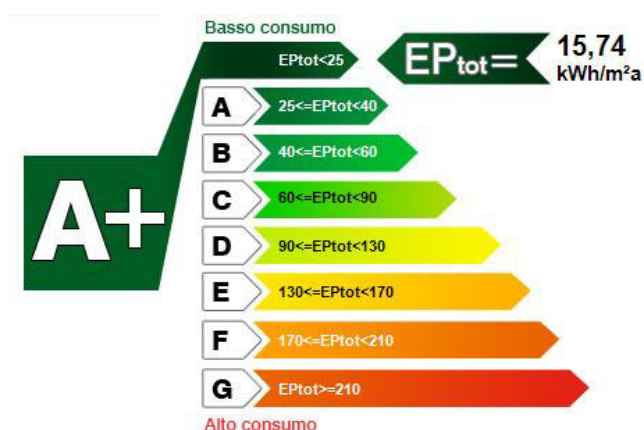 Basso consumo
EPtot<25
EPtot=
15,74
kWh/m²a
A+
A
25<=EPtot<40
B
40<=EPtot<60
C
60<=EPtot<90
D
90<=EPtot<130
E
130<=EPtot<170
F
170<=EPtot<210
G
EPtot>=210
Alto consumo